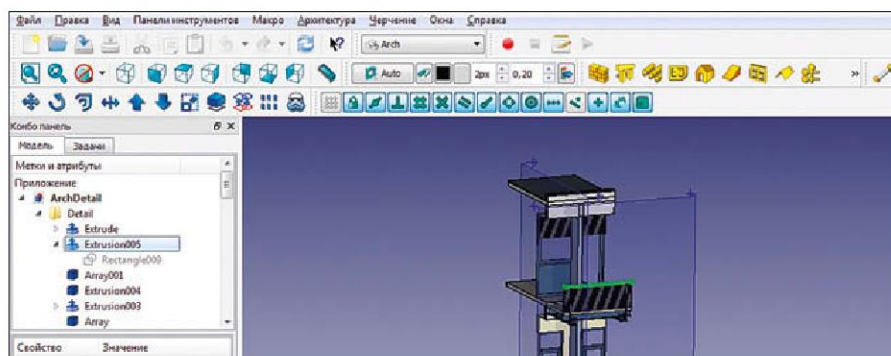 Файл Правка Вид Панели инструментов Макро Архитектура Черчение Окна Справка
Arch
Auto 2px 0,20 »
Комбо панель
Модель Задачи
Метки и атрибуты
Приложение
ArchDetail
Detail
Extrude
Extrusion005
Rectangle009
Array001
Extrusion004
Extrusion003
Array
Свойство Значение